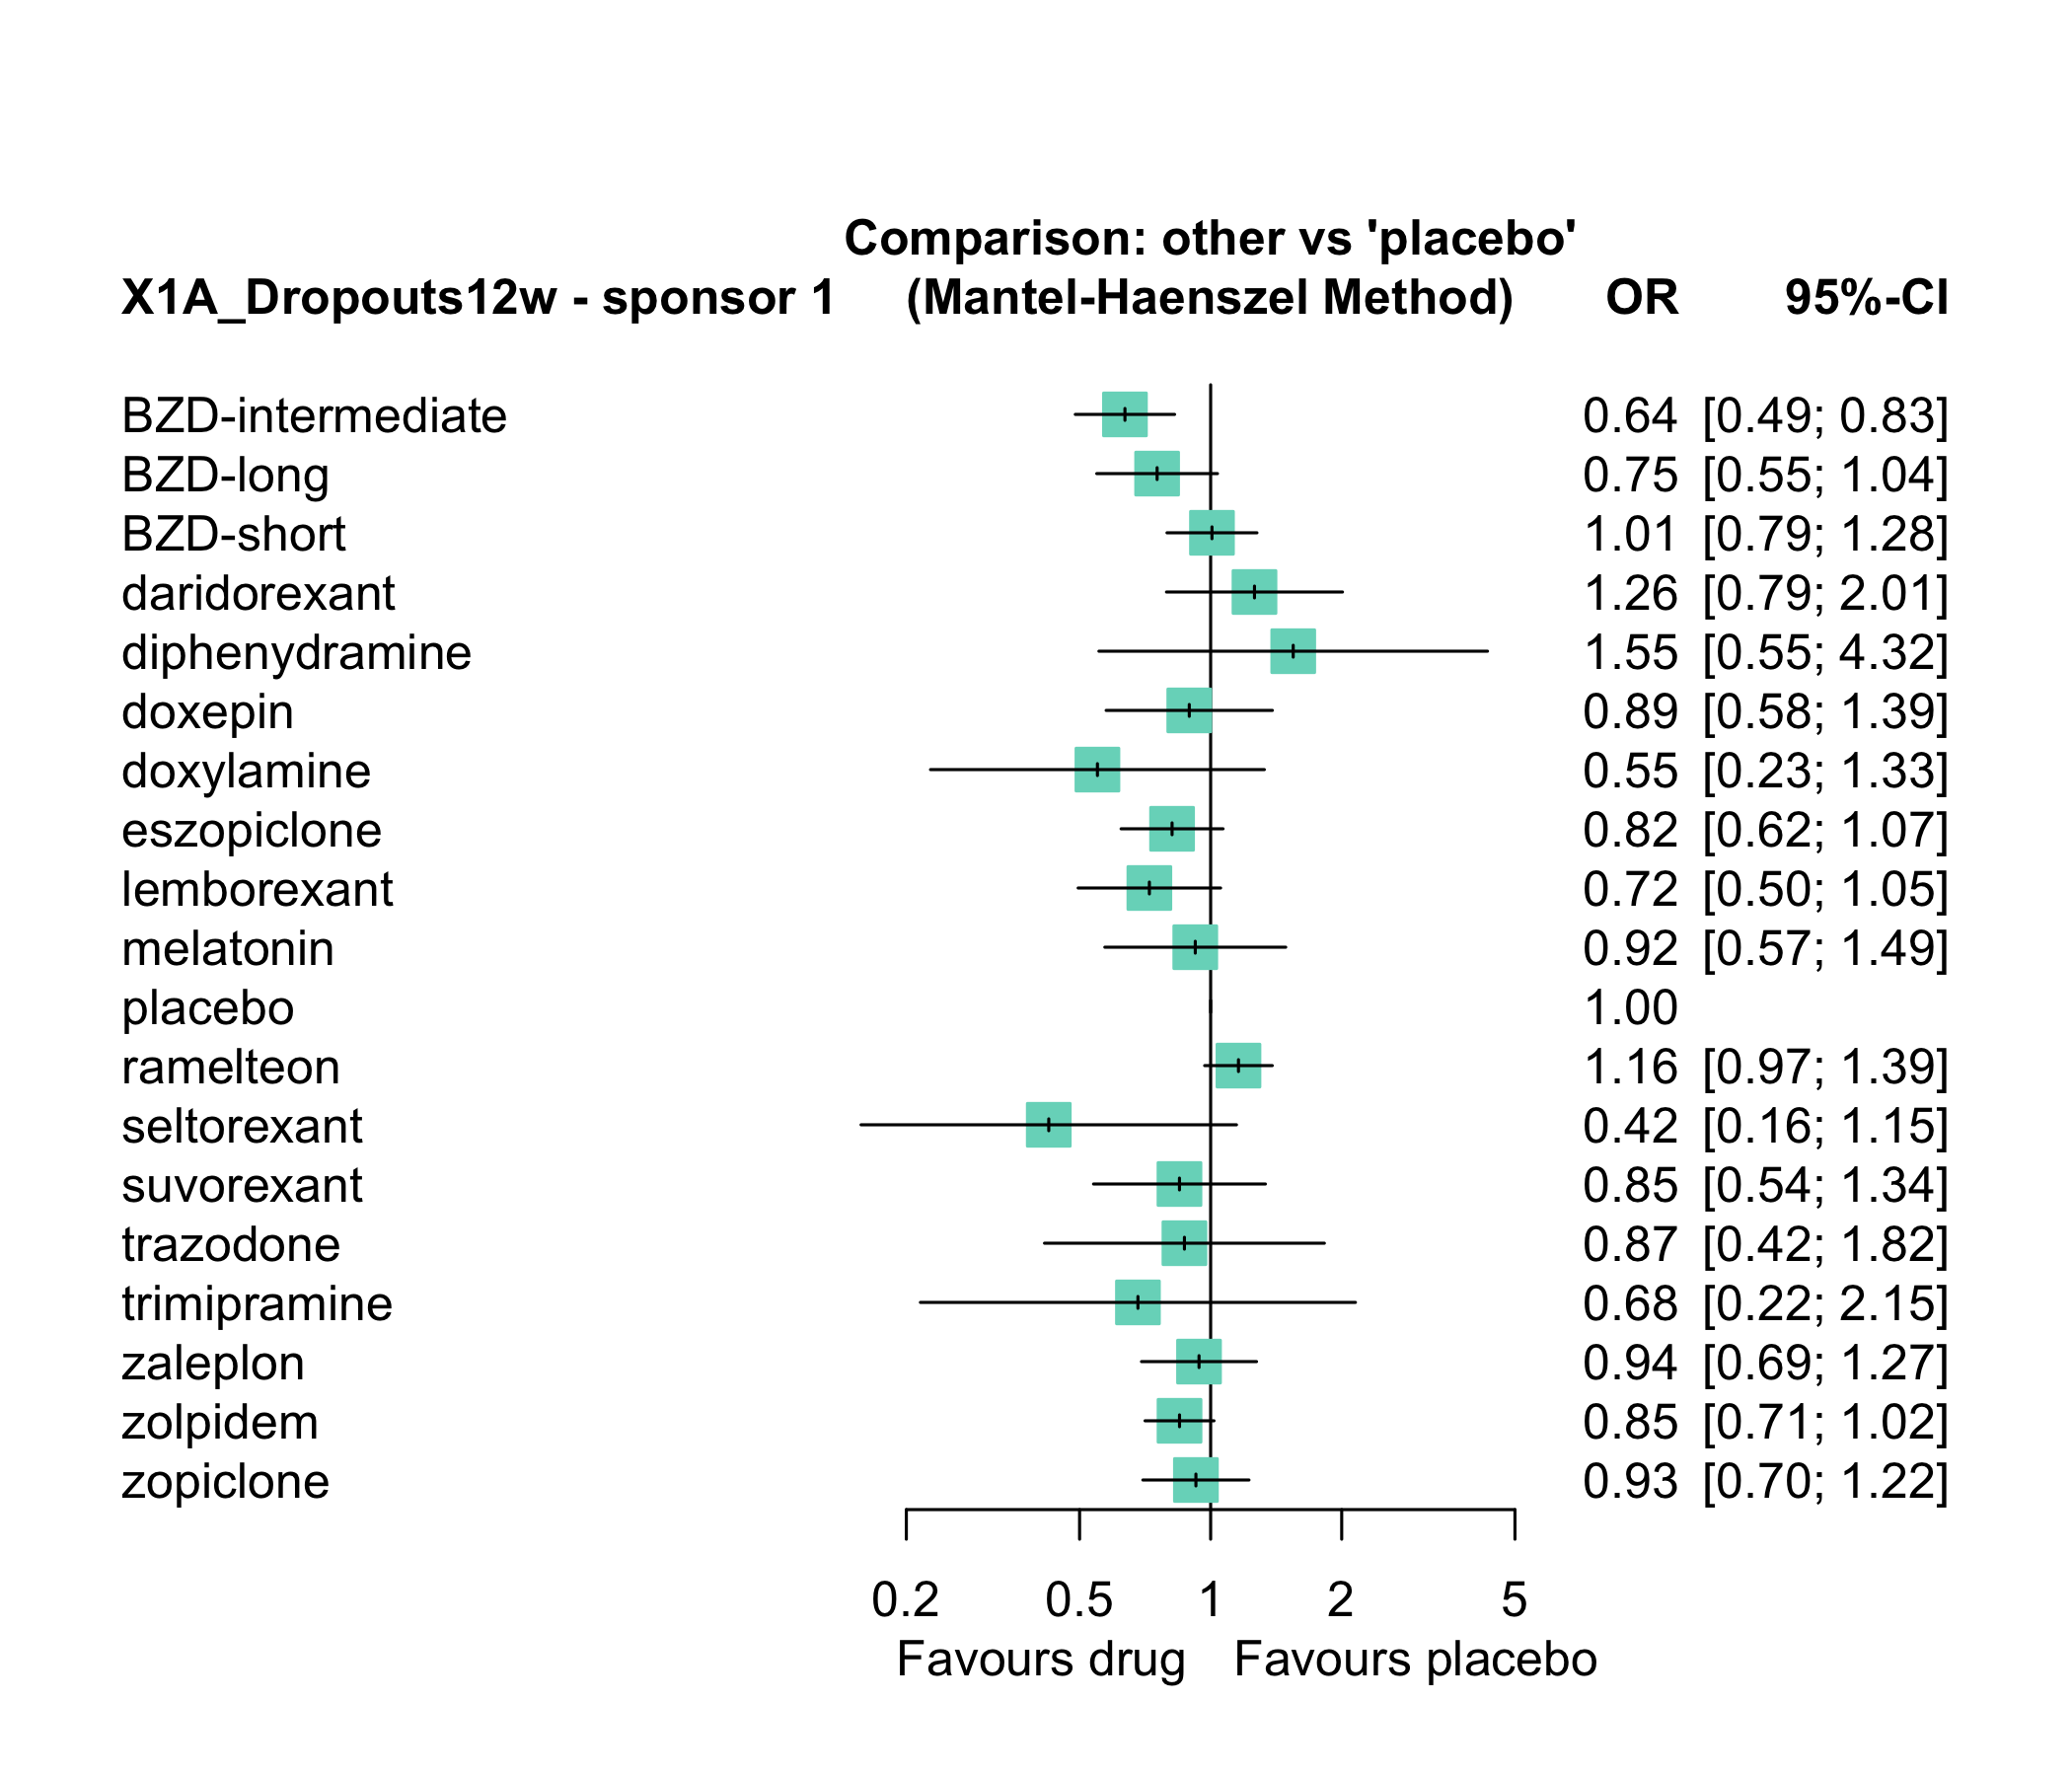 Comparison: other vs 'placebo'
X1A_Dropouts12w - sponsor 1 (Mantel-Haenszel Method) OR 95%-CI
BZD-intermediate 0.64 [0.49; 0.83]
BZD-long 0.75 [0.55; 1.04]
BZD-short 1.01 [0.79; 1.28]
daridorexant 1.26 [0.79; 2.01]
diphenydramine 1.55 [0.55; 4.32]
doxepin 0.89 [0.58; 1.39]
doxylamine 0.55 [0.23; 1.33]
eszopiclone 0.82 [0.62; 1.07]
lemborexant 0.72 [0.50; 1.05]
melatonin 0.92 [0.57; 1.49]
placebo 1.00
ramelteon 1.16 [0.97; 1.39]
seltorexant 0.42 [0.16; 1.15]
suvorexant 0.85 [0.54; 1.34]
trazodone 0.87 [0.42; 1.82]
trimipramine 0.68 [0.22; 2.15]
zaleplon 0.94 [0.69; 1.27]
zolpidem 0.85 [0.71; 1.02]
zopiclone 0.93 [0.70; 1.22]
0.2 0.5 1 2 5
Favours drug Favours placebo